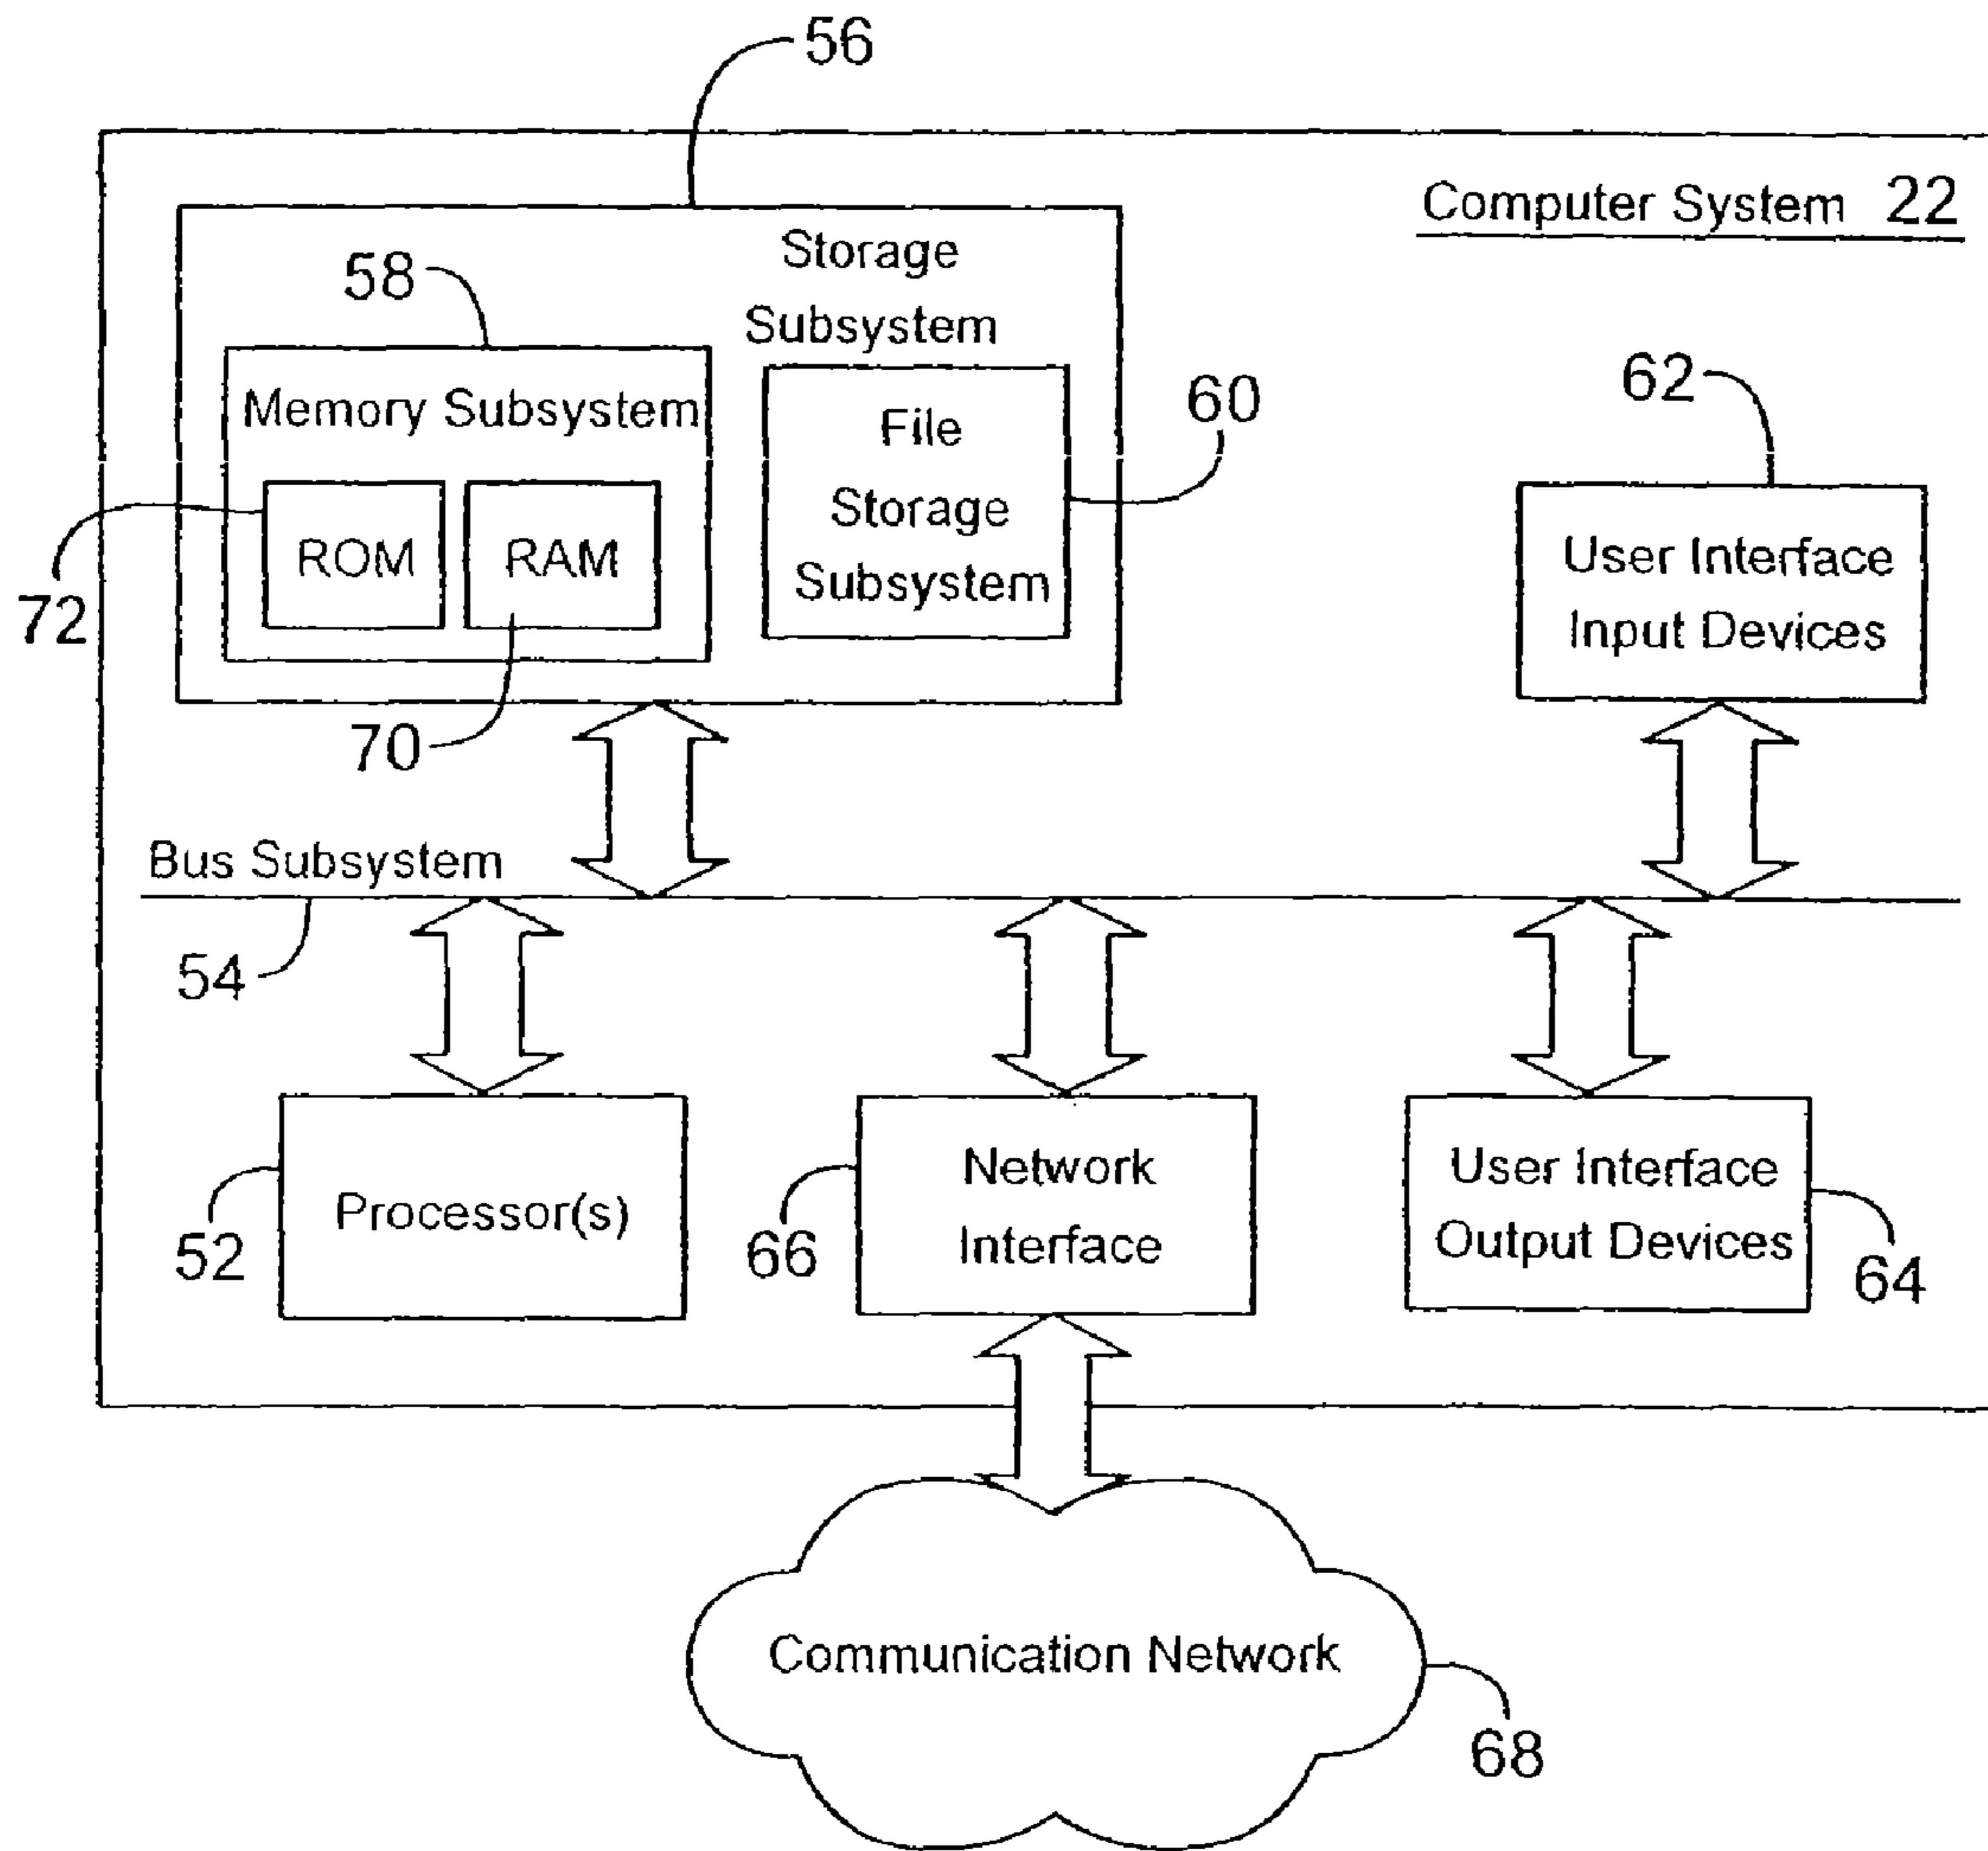 56
Computer System 22
Storage
Subsystem
58
Memory Subsystem
File
Storage
Subsystem
60
62
72
ROM
RAM
70
User Interface
Input Devices
Bus Subsystem
54
Processor(s)
52
Network
Interface
66
User Interface
Output Devices
64
Communication Network
68